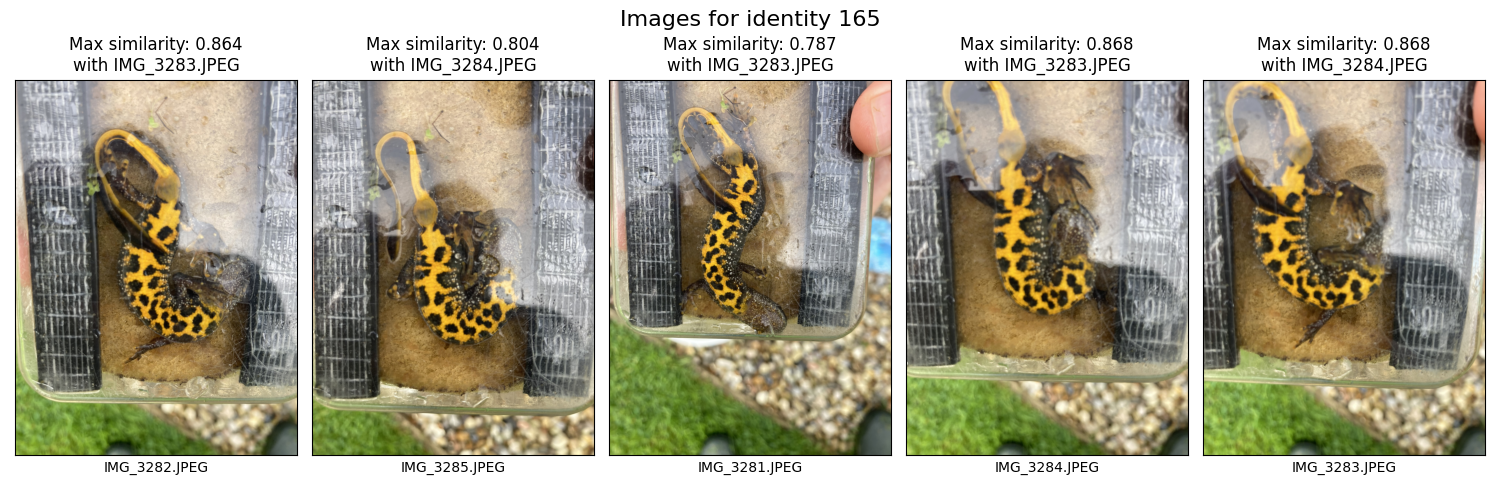 Images for identity 165
Max similarity: 0.864
with IMG_3283.JPEG
Max similarity: 0.804
with IMG_3284.JPEG
Max similarity: 0.787
with IMG_3283.JPEG
Max similarity: 0.868
with IMG_3283.JPEG
Max similarity: 0.868
with IMG_3284.JPEG
IMG_3282.JPEG
IMG_3285.JPEG
IMG_3281.JPEG
IMG_3284.JPEG
IMG_3283.JPEG